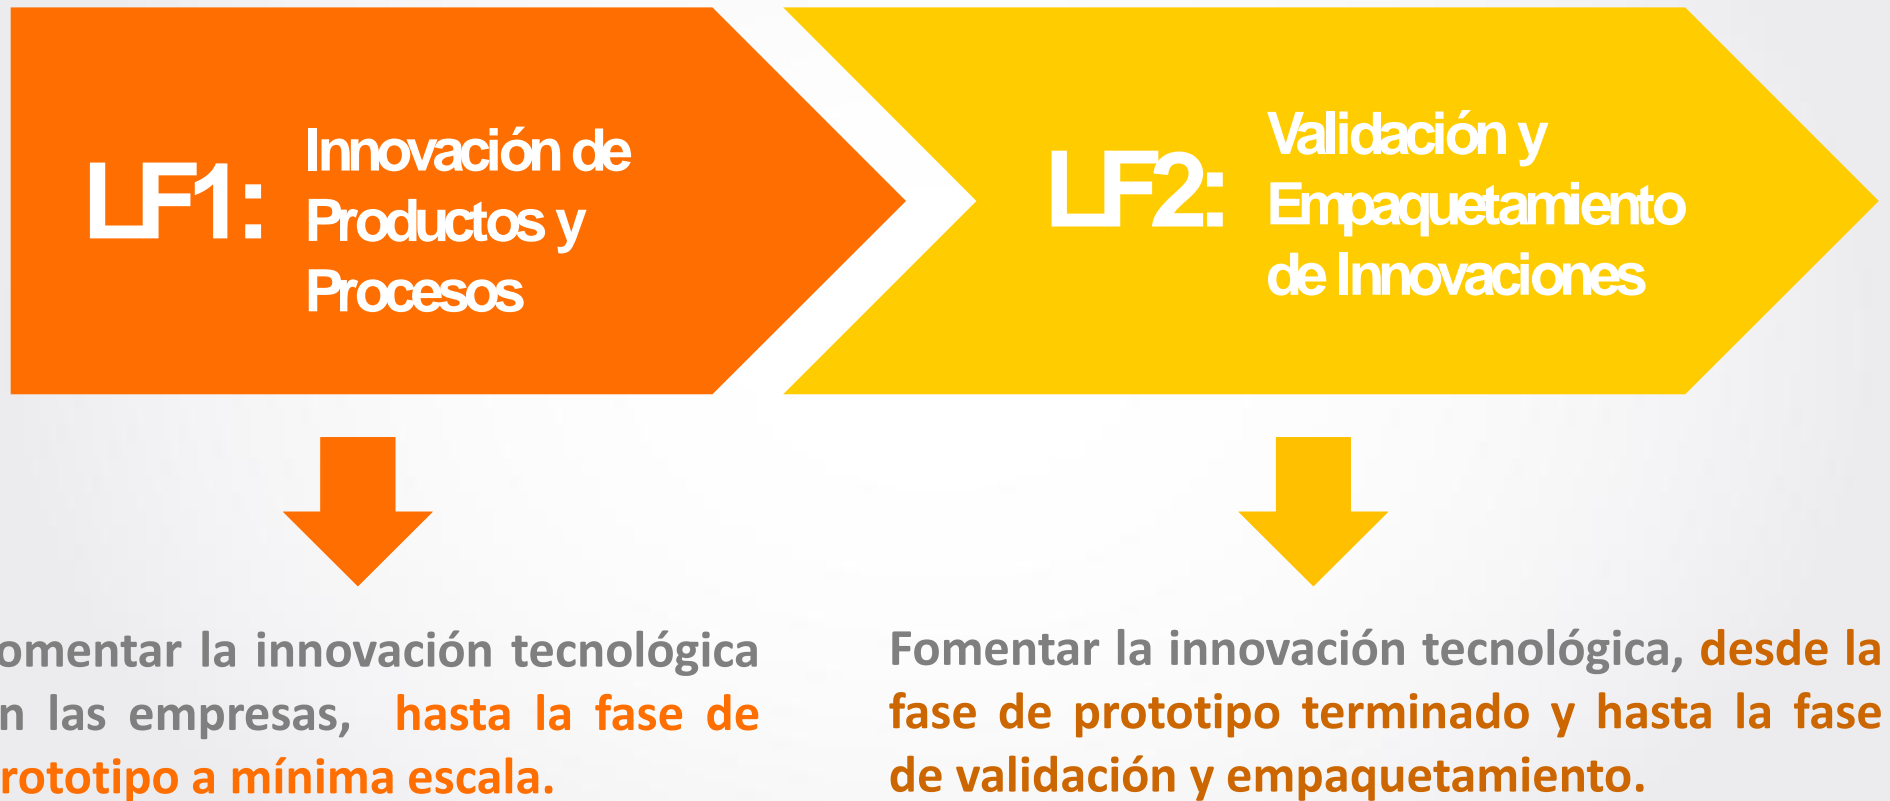 LF1:
Innovación de
Productos y
Procesos
LF2:
Validación y
Empaquetamiento
de Innovaciones
omentar la innovación tecnológica
n las empresas, hasta la fase de
rototipo a mínima escala.
Fomentar la innovación tecnológica, desde la
fase de prototipo terminado y hasta la fase
de validación y empaquetamiento.